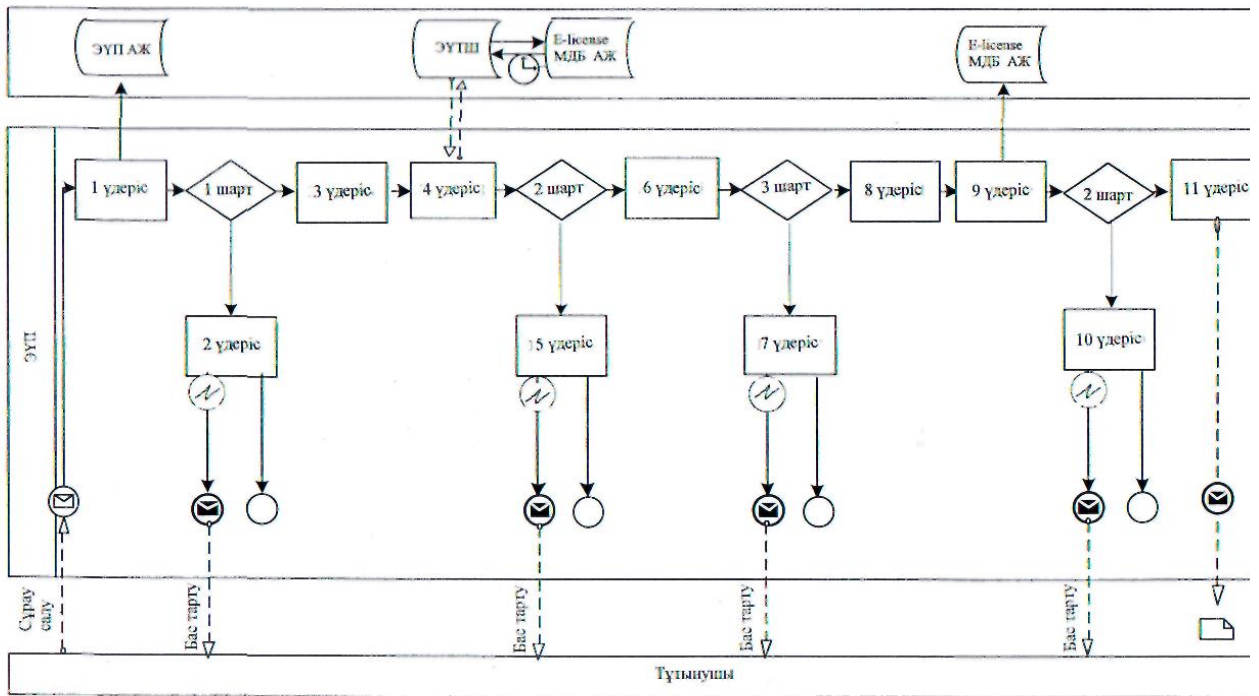 ЭҮП АЖ
ЭҮТШ
E-license
МДБ АЖ
E-license
МДБ АЖ
ЭҮП
1 үдеріс
1 шарт
3 үдеріс
4 үдеріс
2 шарт
6 үдеріс
3 шарт
8 үдеріс
9 үдеріс
2 шарт
11 үдеріс
2 үдеріс
5 үдеріс
7 үдеріс
10 үдеріс
Сұрау
салу
Бас тарту
Бас тарту
Бас тарту
Бас тарту
Тұтынушы